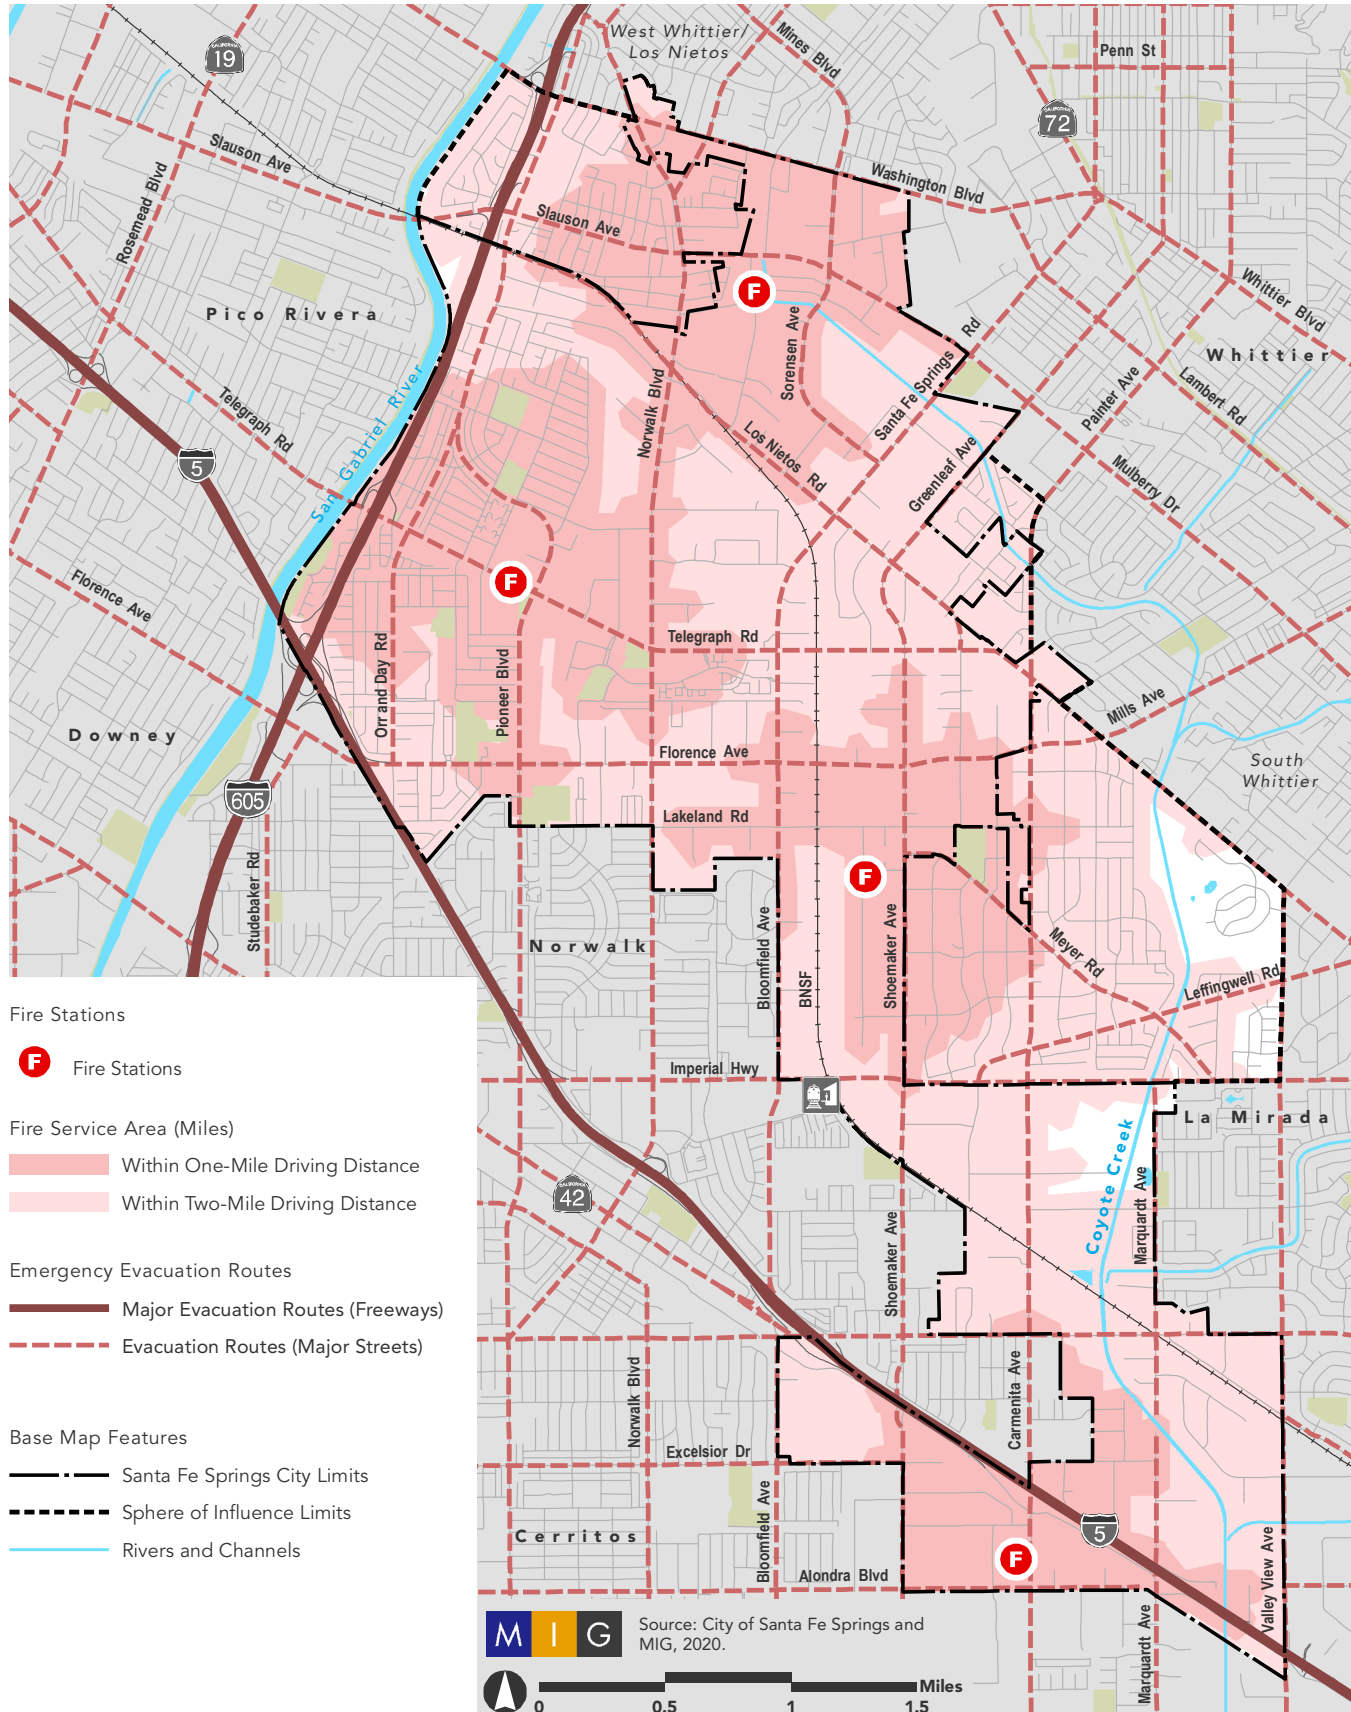 West Whittier/
Los Nietos
Mines Blvd
Penn St
CALIFORNIA
19
CALIFORNIA
72
Slauson Ave
Rosemead Blvd
Washington Blvd
Slauson Ave
Whittier Blvd
Pico Rivera
F
Sorensen Ave
Santa Fe Springs Rd
Whittier
Lambert Rd
Painter Ave
Telegraph Rd
San Gabriel River
Norwalk Blvd
Los Nietos Rd
Greenleaf Ave
Mulberry Dr
5
Florence Ave
F
Telegraph Rd
Orr and Day Rd
Pioneer Blvd
Mills Ave
Downey
Florence Ave
South
Whittier
605
Lakeland Rd
F
Studebaker Rd
Norwalk
Bloomfield Ave
BNSF
Shoemaker Ave
Meyer Rd
Leffingwell Rd
Imperial Hwy
La Mirada
Coyote Creek
Marquardt Ave
CALIFORNIA
42
Shoemaker Ave
Norwalk Blvd
Carmenita Ave
Excelsior Dr
Bloomfield Ave
Cerritos
5
F
Alondra Blvd
Valley View Ave
Marquardt Ave
Fire Stations
F
Fire Stations
Fire Service Area (Miles)
Within One-Mile Driving Distance
Within Two-Mile Driving Distance
Emergency Evacuation Routes
Major Evacuation Routes (Freeways)
Evacuation Routes (Major Streets)
Base Map Features
Santa Fe Springs City Limits
Sphere of Influence Limits
Rivers and Channels
M I G
Source: City of Santa Fe Springs and
MIG, 2020.
Miles
0 0.5 1 1.5